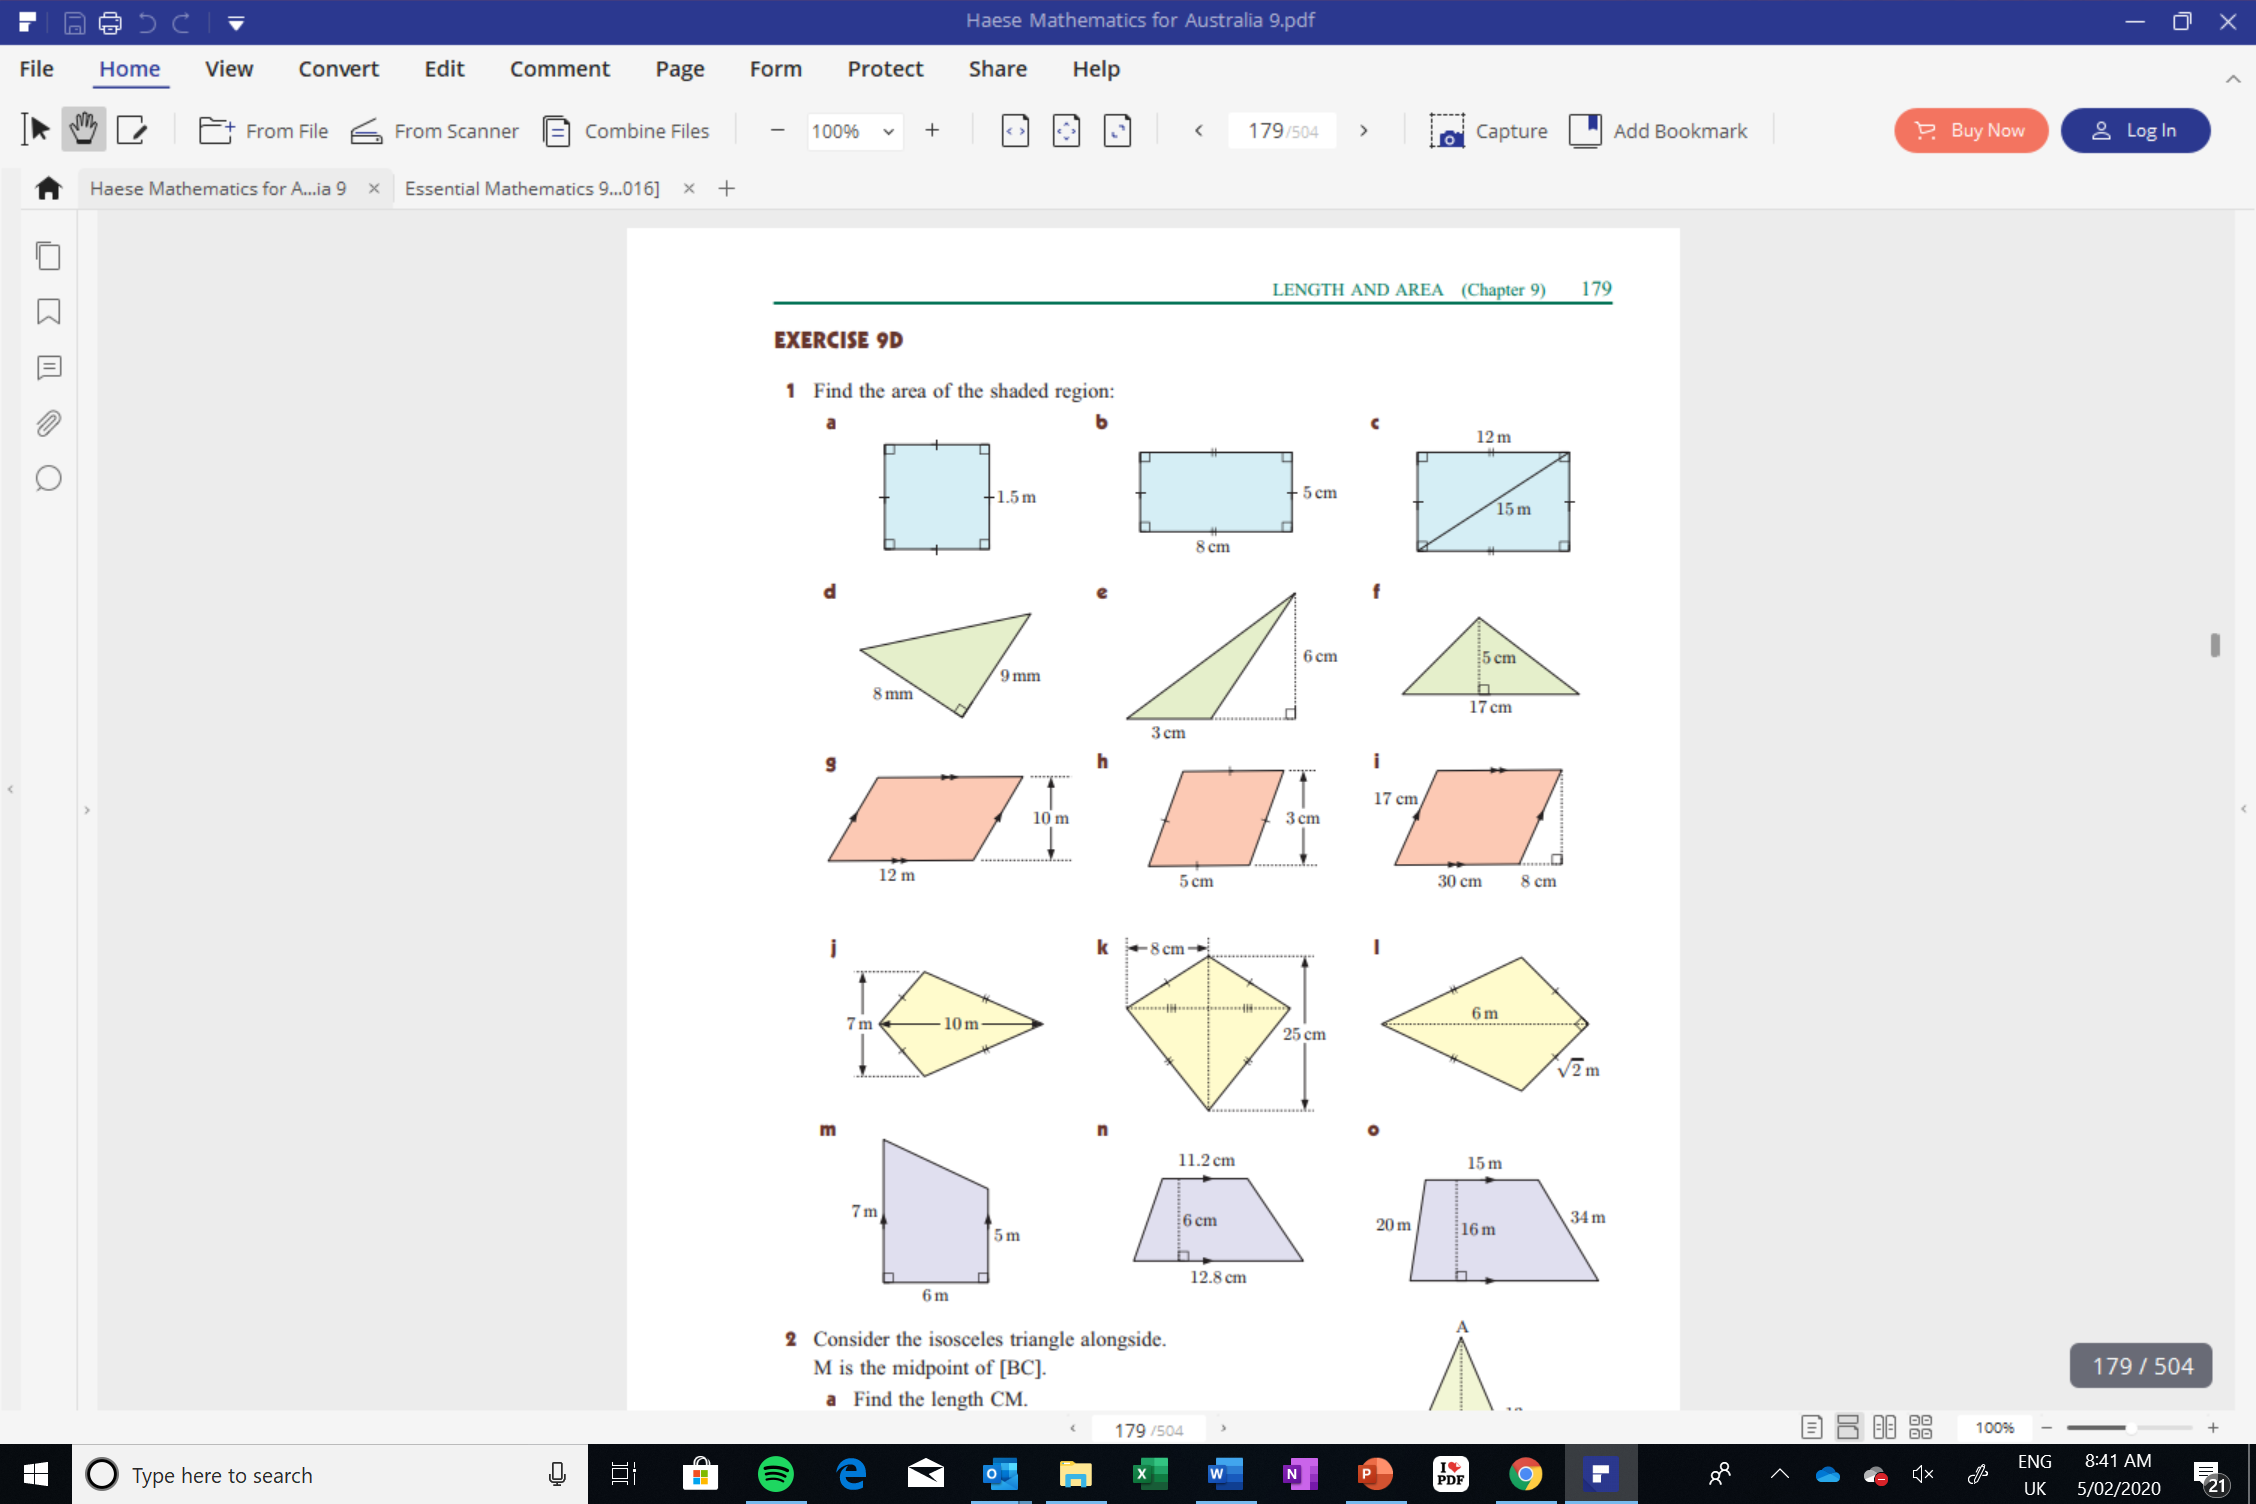 Haese Mathematics for Australia 9.pdf
File Home View Convert Edit Comment Page Form Protect Share Help
From File From Scanner Combine Files 100% 179/504 Capture Add Bookmark Buy Now Log In
Haese Mathematics for A...ia 9 Essential Mathematics 9...016]
LENGTH AND AREA (Chapter 9) 179
EXERCISE 9D
1 Find the area of the shaded region:
a b c
12 m
1.5 m 5 cm 15 m
8 cm
d e f
6 cm 5 cm
8 mm 9 mm
3 cm 17 cm
g h i
17 cm
10 m 3 cm
12 m 5 cm 30 cm 8 cm
j k l
8 cm
7 m 10 m 25 cm 6 m
√2 m
m n o
11.2 cm 15 m
7 m 5 m 6 cm 20 m 16 m 34 m
6 m 12.8 cm
2 Consider the isosceles triangle alongside.
A
M is the midpoint of [BC].
a Find the length CM.
179 / 504
179 /504 100%
Type here to search
I PDF
ENG
UK
8:41 AM
5/02/2020
21